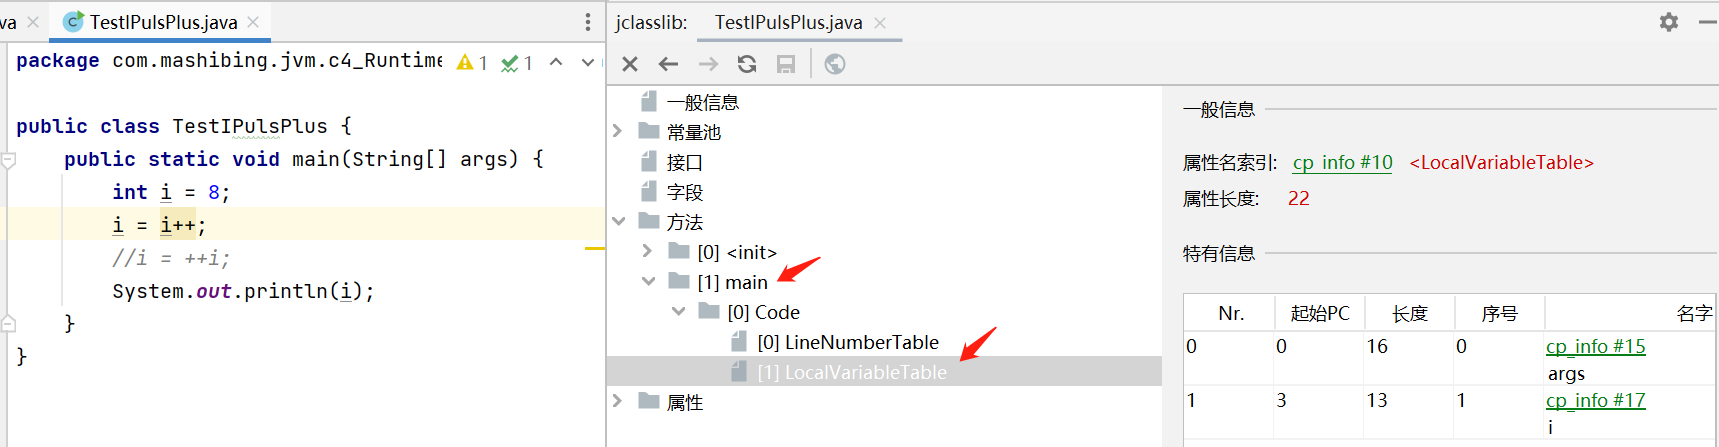 va
TestIPulsPlus.java
package com.mashibing.jvm.c4_Runtime
1
1
public class TestIPulsPlus {
public static void main(String[] args) {
int i = 8;
i = i++;
//i = ++i;
System.out.println(i);
}
}
jclasslib:
TestIPulsPlus.java
一般信息
常量池
接口
字段
方法
[0] <init>
[1] main
[0] Code
[0] LineNumberTable
[1] LocalVariableTable
属性
一般信息
属性名索引: cp_info #10 <LocalVariableTable>
属性长度: 22
特有信息
Nr. 起始PC 长度 序号 名字
0 0 16 0 cp_info #15
args
1 3 13 1 cp_info #17
i